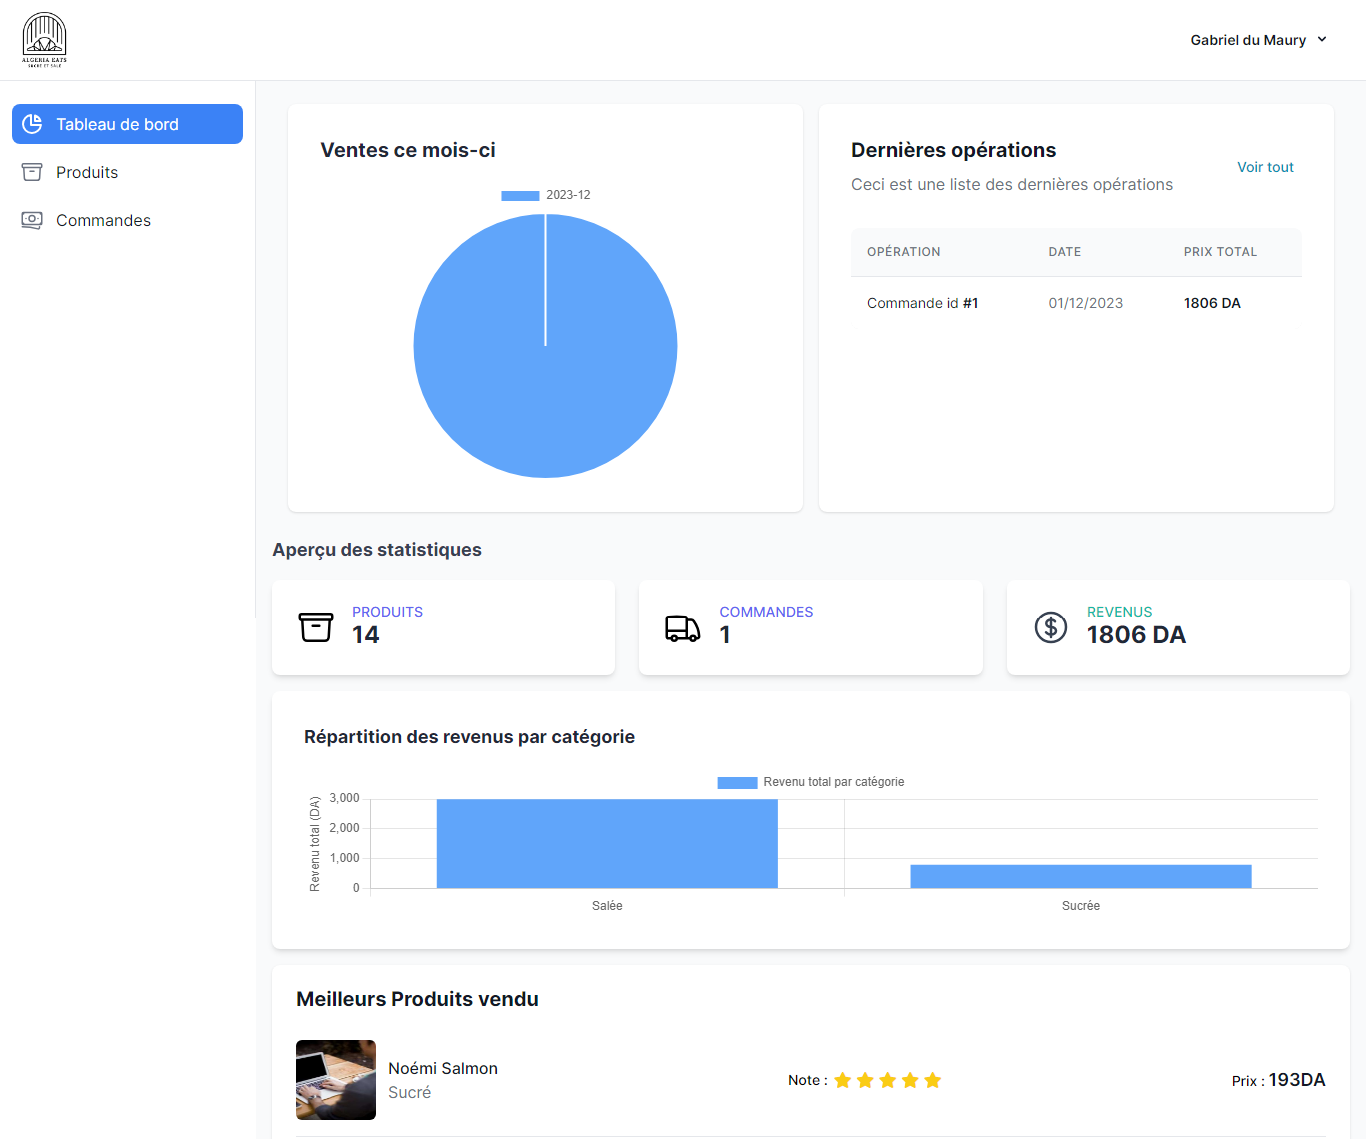 ALGERIA EATS
SUCRÉ ET SALÉ
Gabriel du Maury
Tableau de bord
Produits
Commandes
Ventes ce mois-ci
2023-12
Dernières opérations
Ceci est une liste des dernières opérations
Voir tout
OPÉRATION DATE PRIX TOTAL
Commande id #1 01/12/2023 1806 DA
Aperçu des statistiques
PRODUITS
14
COMMANDES
1
REVENUS
1806 DA
Répartition des revenus par catégorie
Revenu total par catégorie
Revenu total (DA)
3,000
2,000
1,000
0
Salée
Sucrée
Meilleurs Produits vendu
Noémi Salmon
Sucré
Note :
Prix : 193DA